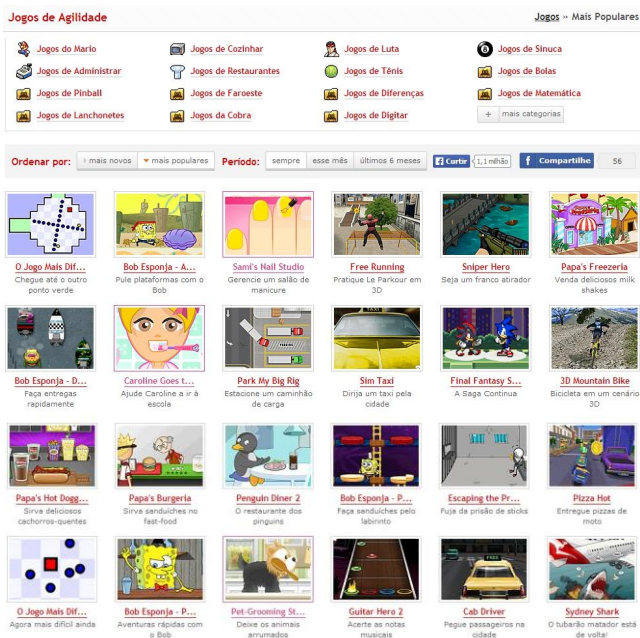 Jogos de Agilidade
Jogos » Mais Populares
Jogos do Mario
Jogos de Cozinhar
Jogos de Luta
Jogos de Sinuca
Jogos de Administrar
Jogos de Restaurantes
Jogos de Tênis
Jogos de Bolas
Jogos de Pinball
Jogos de Faroeste
Jogos de Diferenças
Jogos de Matemática
Jogos de Lanchonetes
Jogos da Cobra
Jogos de Digitar
+ mais categorias
Ordenar por:
mais novos
mais populares
Período:
sempre
esse mês
últimos 6 meses
Curtir
1,1 milhão
Compartilhe
56
O Jogo Mais Dif...
Chegue até o outro
ponto verde
Bob Esponja - A...
Pule plataformas com o
Bob
Sami's Nail Studio
Gerencie um salão de
manicure
Free Running
Pratique Le Parkour em
3D
Sniper Hero
Seja um franco atirador
Papa's Freezeria
Venda deliciosos milk
shakes
Bob Esponja - D...
Faça entregas
rapidamente
Caroline Goes t...
Ajude Caroline a ir à
escola
Park My Big Rig
Estacione um caminhão
de carga
TAXI
Sim Taxi
Dirija um taxi pela
cidade
Final Fantasy S...
A Saga Continua
3D Mountain Bike
Bicicleta em um cenário
3D
Papa's Hot Dogg...
Sirva deliciosos
cachorros-quentes
Papa's Burgeria
Sirva sanduíches no
fast-food
Penguin Diner 2
O restaurante dos
pinguins
Bob Esponja - P...
Faça sanduíches pelo
labirinto
Escaping the Pr...
Fuja da prisão de sticks
Pizza Hot
Entregue pizzas de
moto
O Jogo Mais Dif...
Agora mais difícil ainda
Bob Esponja - P...
Aventuras rápidas com
o Bob
Pet-Grooming St...
Deixe os animais
arrumados
Guitar Hero 2
Acerte as notas
musicais
FREE
Cab Driver
Pegue passageiros na
cidade
Sydney Shark
O tubarão matador está
de volta!